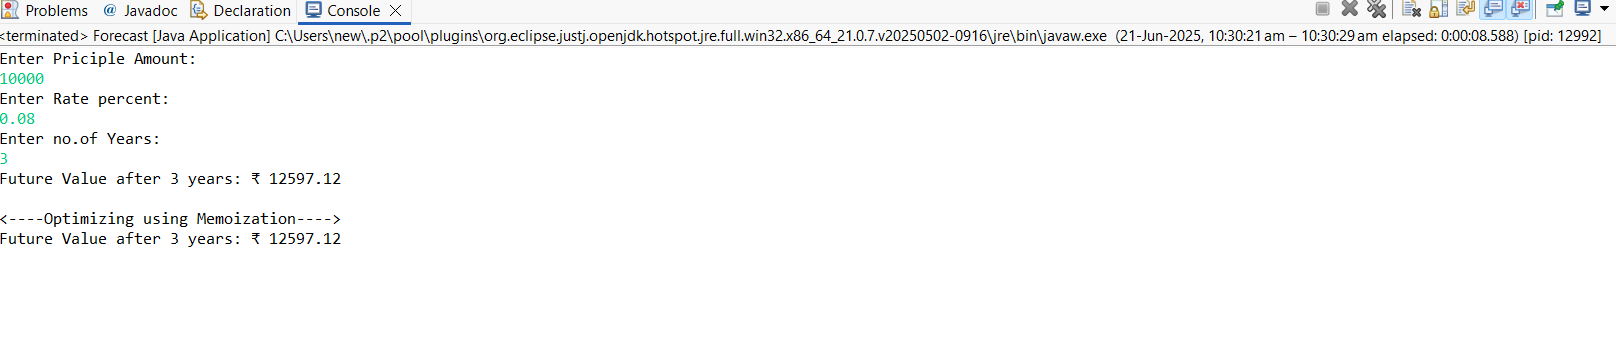 Problems @ Javadoc Declaration Console
<terminated> Forecast [Java Application] C:\Users\new\.p2\pool\plugins\org.eclipse.justj.openjdk.hotspot.jre.full.win32.x86_64_21.0.7.v20250502-0916\jre\bin\javaw.exe (21-Jun-2025, 10:30:21 am – 10:30:29 am elapsed: 0:00:08.588) [pid: 12992]
Enter Priciple Amount:
10000
Enter Rate percent:
0.08
Enter no.of Years:
3
Future Value after 3 years: ₹ 12597.12
<----Optimizing using Memoization---->
Future Value after 3 years: ₹ 12597.12